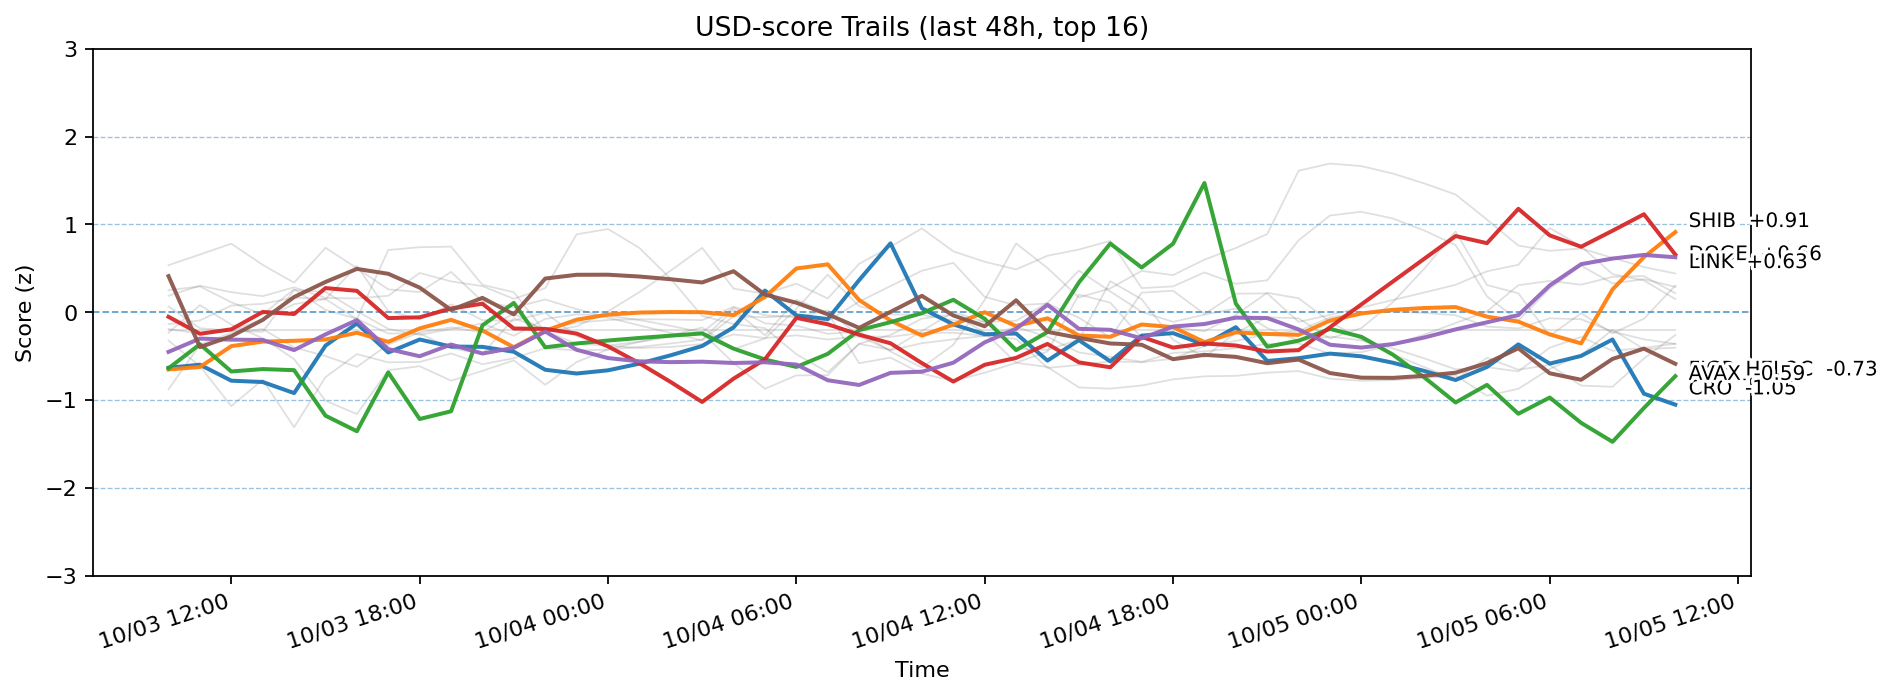 USD-score Trails (last 48h, top 16)
Score (z)
3
2
1
0
−1
−2
−3
SHIB +0.91
LINK +0.63
-0.73
AVAX -0.59
CRO -1.05
10/03 12:00
10/03 18:00
10/04 00:00
10/04 06:00
10/04 12:00
10/04 18:00
10/05 00:00
10/05 06:00
10/05 12:00
Time